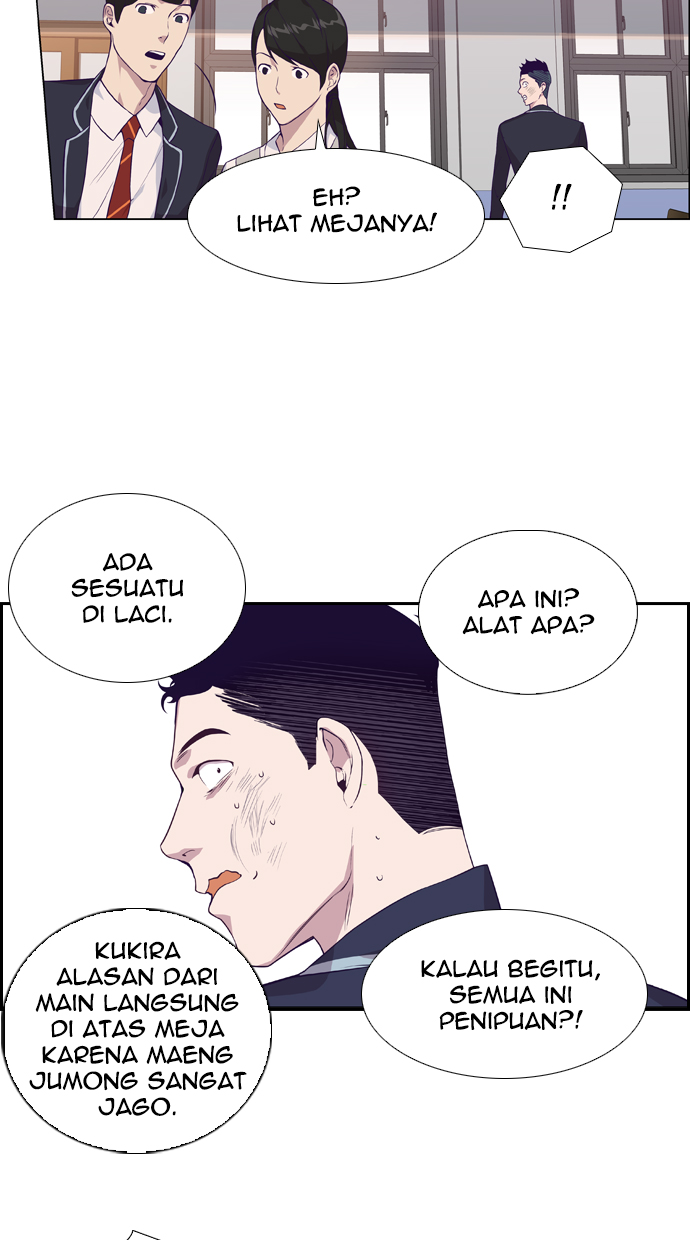 EH?
LIHAT MEJANYA!
!!
ADA
SESUATU
DI LACI.
APA INI?
ALAT APA?
KUKIRA
ALASAN DARI
MAIN LANGSUNG
DI ATAS MEJA
KARENA MAENG
JUMONG SANGAT
JAGO.
KALAU BEGITU,
SEMUA INI
PENIPUAN?!